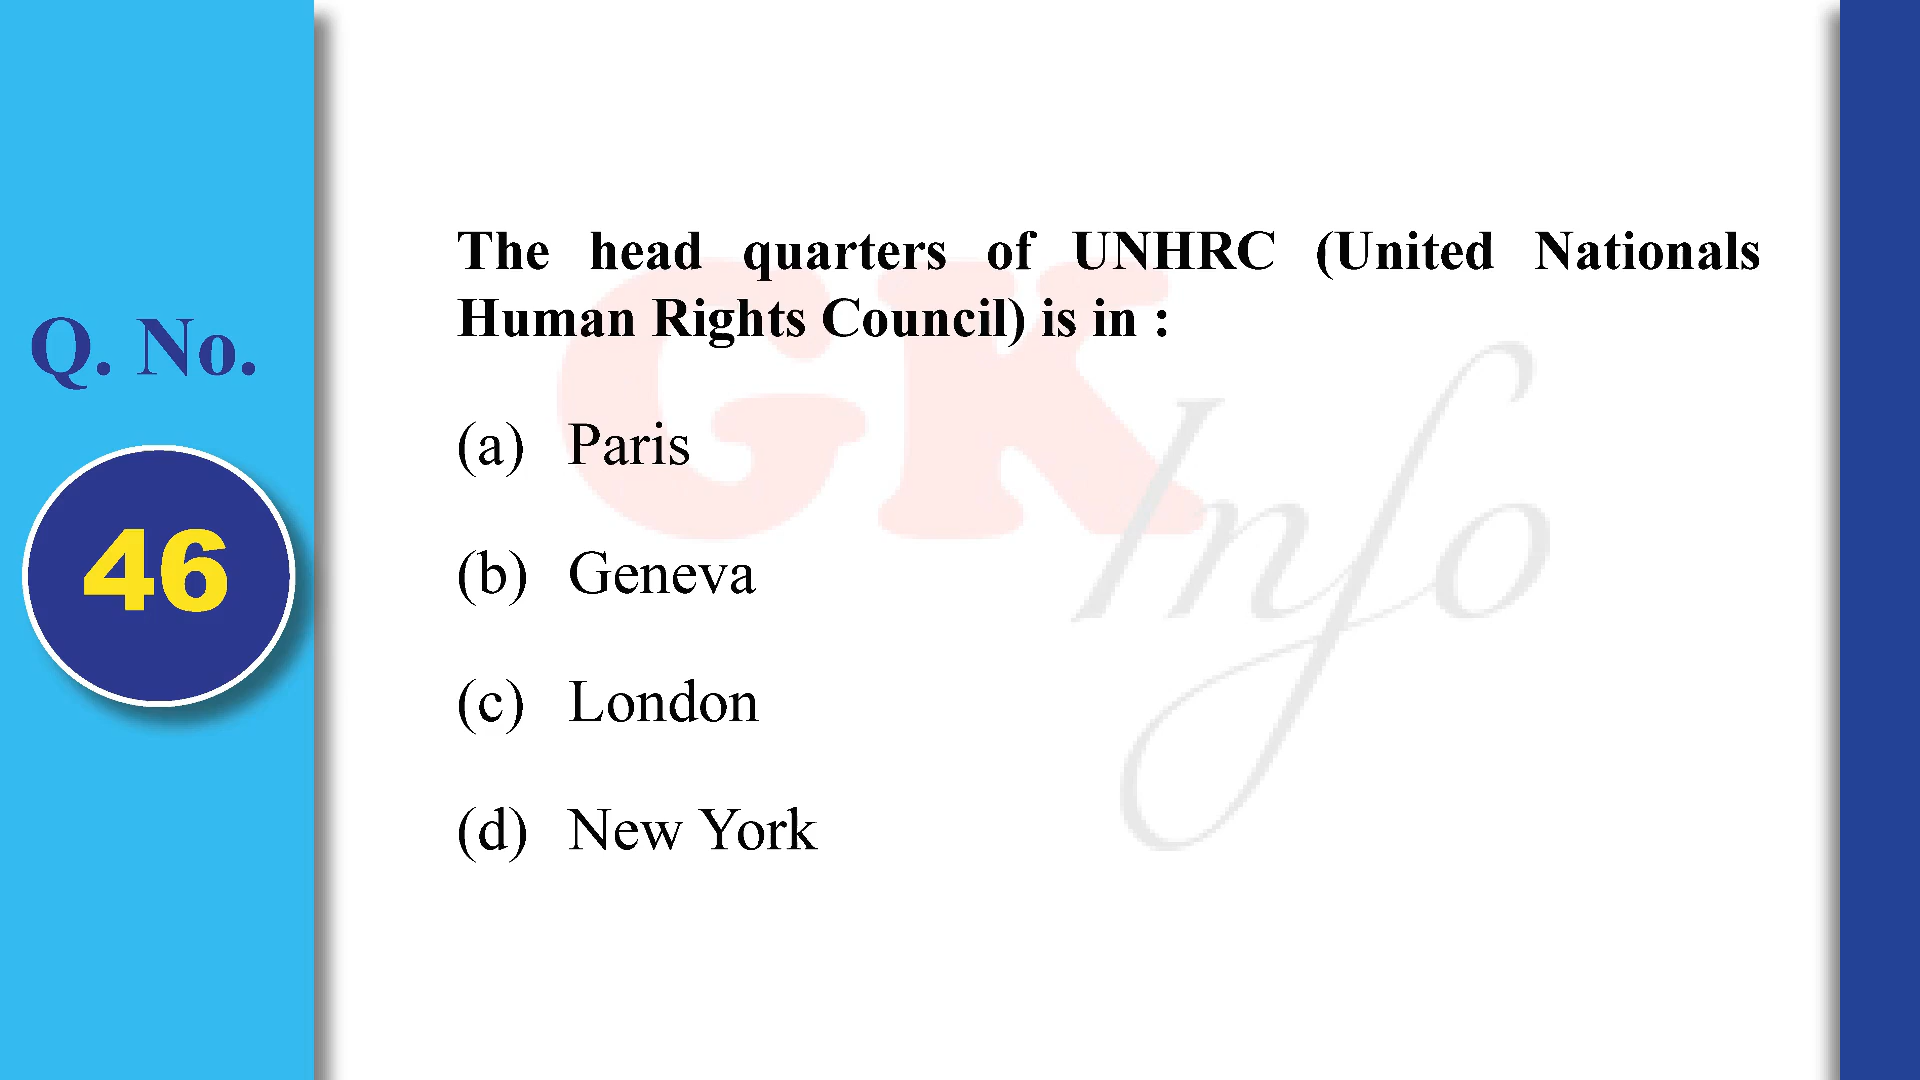 Q. No.
46
The head quarters of UNHRC (United Nationals
Human Rights Council) is in :
(a) Paris
(b) Geneva
(c) London
(d) New York
GK
Info